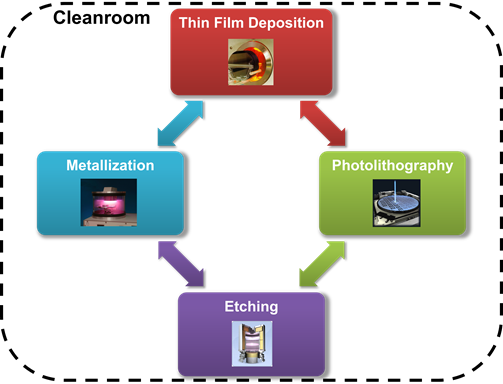 Cleanroom
Thin Film Deposition
Metallization
Photolithography
Etching